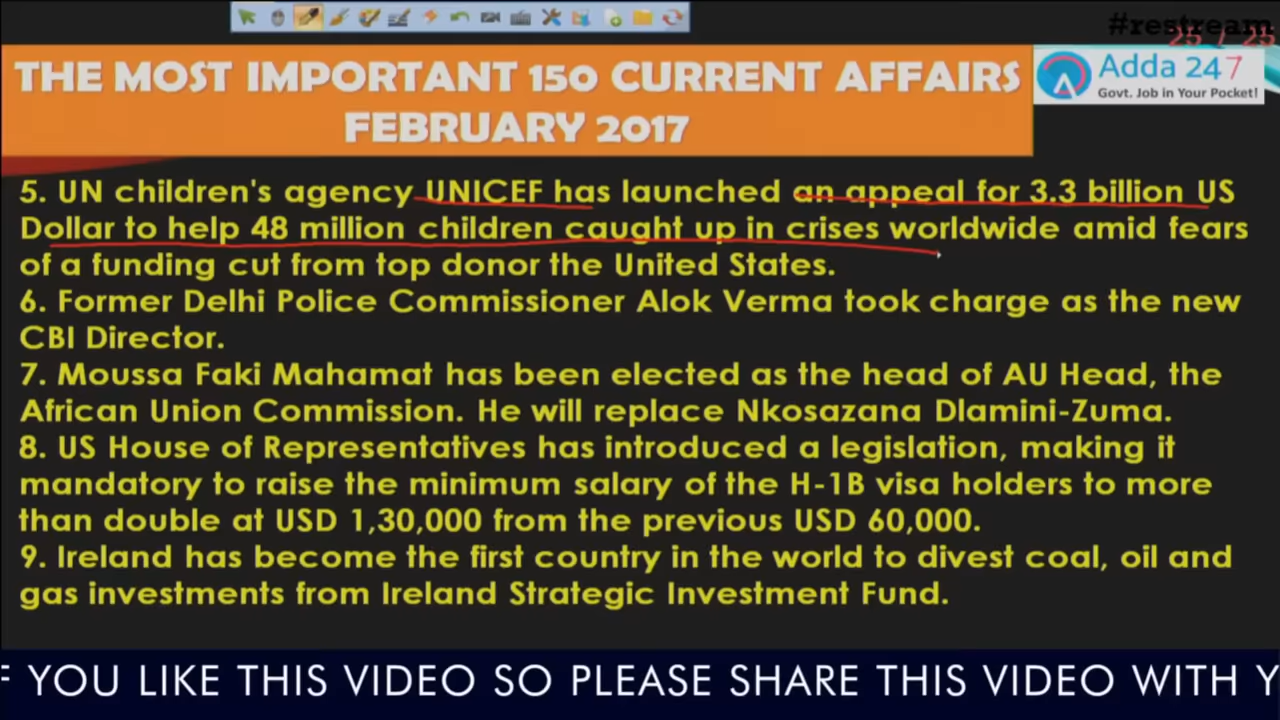 #restream
25 / 25
THE MOST IMPORTANT 150 CURRENT AFFAIRS
FEBRUARY 2017
Adda 247
Govt. Job in Your Pocket!
5. UN children's agency UNICEF has launched an appeal for 3.3 billion US
Dollar to help 48 million children caught up in crises worldwide amid fears
of a funding cut from top donor the United States.
6. Former Delhi Police Commissioner Alok Verma took charge as the new
CBI Director.
7. Moussa Faki Mahamat has been elected as the head of AU Head, the
African Union Commission. He will replace Nkosazana Dlamini-Zuma.
8. US House of Representatives has introduced a legislation, making it
mandatory to raise the minimum salary of the H-1B visa holders to more
than double at USD 1,30,000 from the previous USD 60,000.
9. Ireland has become the first country in the world to divest coal, oil and
gas investments from Ireland Strategic Investment Fund.
YOU LIKE THIS VIDEO SO PLEASE SHARE THIS VIDEO WITH